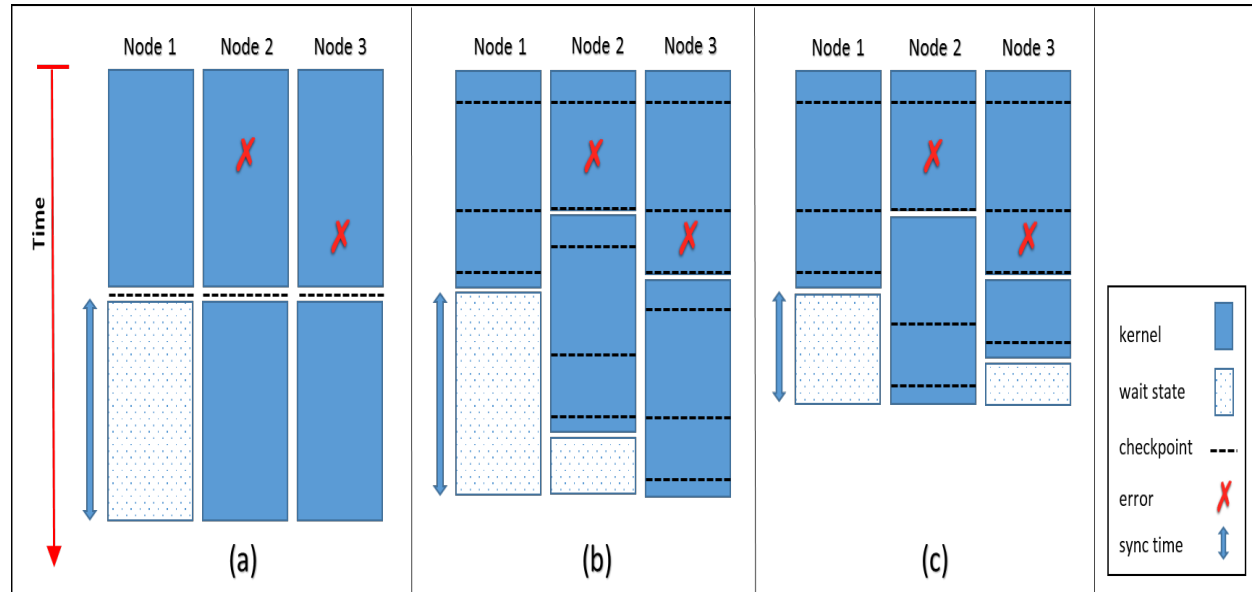 Node 1 Node 2 Node 3
Node 1 Node 2 Node 3
Node 1 Node 2 Node 3
Time
kernel
wait state
checkpoint
error
sync time
(a)
(b)
(c)